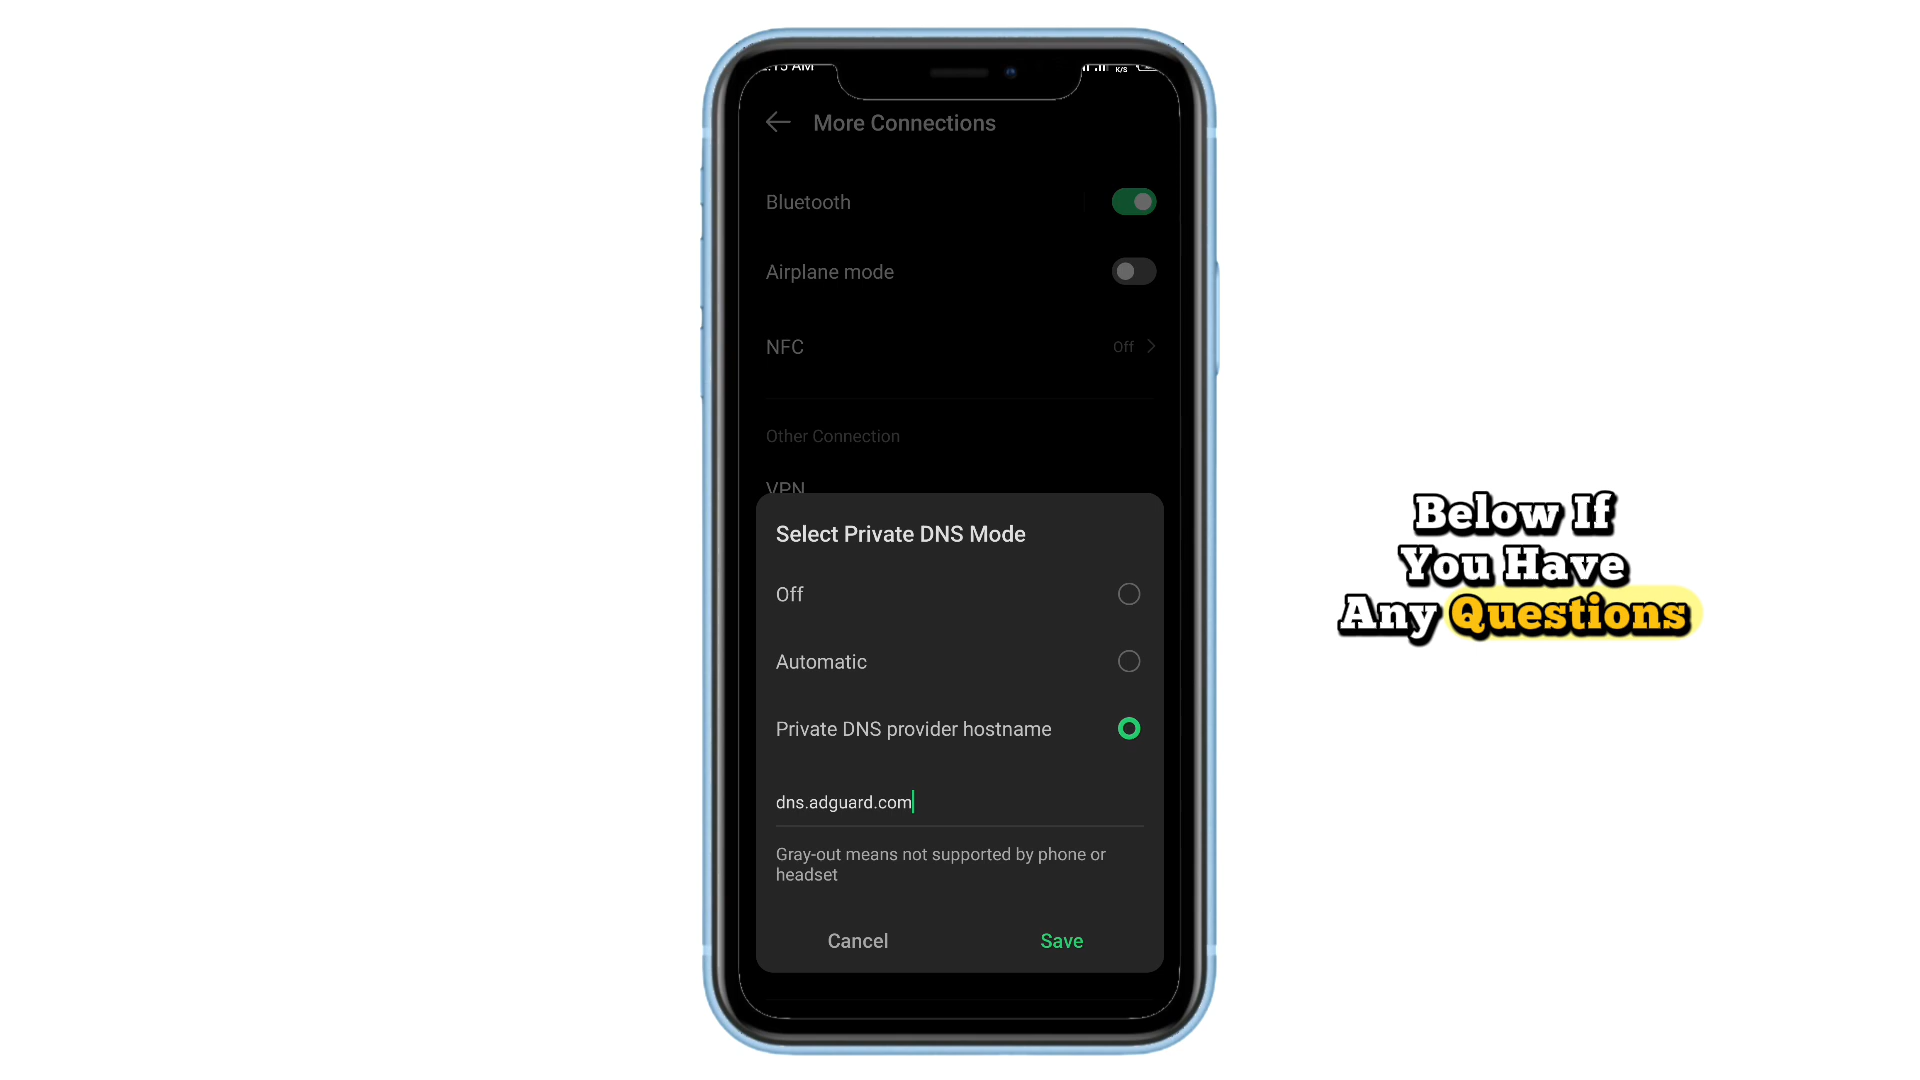 More Connections
Bluetooth
Airplane mode
NFC
Off
Other Connection
VPN
Select Private DNS Mode
Off
Automatic
Private DNS provider hostname
dns.adguard.com
Gray-out means not supported by phone or
headset
Cancel
Save
Below If
You Have
Any Questions